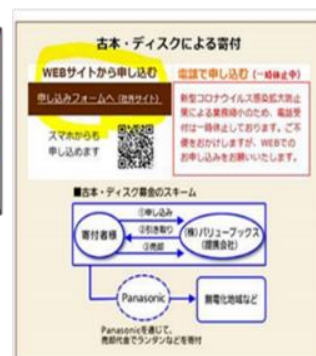 古本・ディスクによる寄付
WEBサイトから申し込む
申し込みフォームへ (社外サイト)
スマホからも
申し込めます
電話で申し込む (一時休止中)
新型コロナウイルス感染拡大防止
策による業務縮小のため、電話受
付は一時休止しております。ご不
便をおかけしますが、WEBでの
お申し込みをお願いいたします。
■古本・ディスク募金のスキーム
①申し込み
寄付者様
②引き取り
(株)バリューブックス
(提携会社)
③売却
Panasonic
無電化地域など
Panasonicを通じて、
売却代金でランタンなどを寄付